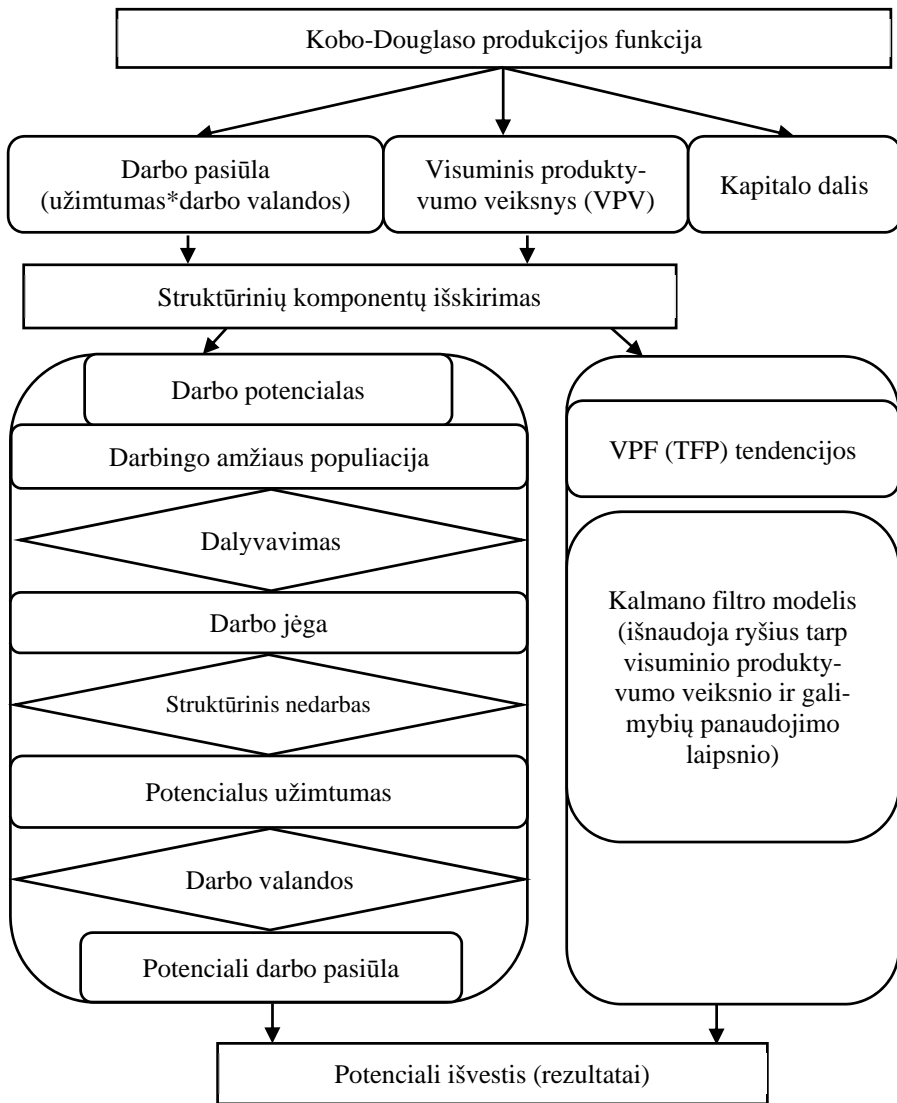 Kobo-Douglaso produkcijos funkcija
Darbo pasiūla
(užimtumas*darbo valandos)
Visuminis produkty-
vumo veiksnys (VPV)
Kapitalo dalis
Struktūrinių komponentų išskirimas
Darbo potencialas
Darbingo amžiaus populiacija
Dalyvavimas
Darbo jėga
Struktūrinis nedarbas
Potencialus užimtumas
Darbo valandos
Potenciali darbo pasiūla
VPF (TFP) tendencijos
Kalmano filtro modelis
(išnaudoja ryšius tarp
visuminio produkty-
vumo veiksnio ir gali-
mybių panaudojimo
laipsnio)
Potenciali išvestis (rezultatai)